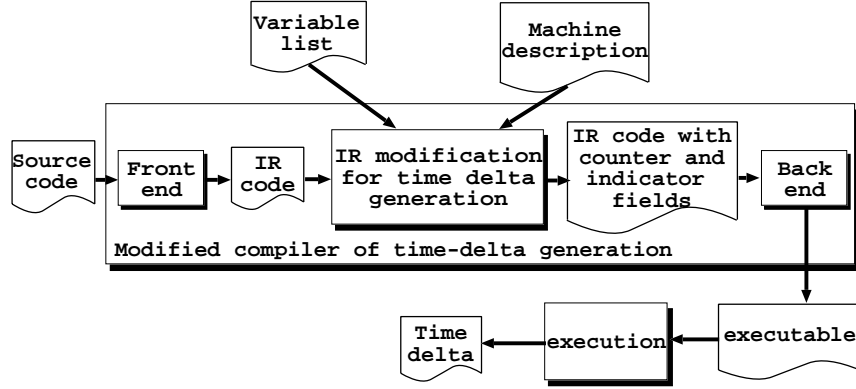 Variable
list
Machine
description
Source
code
Front
end
IR
code
IR modification
for time delta
generation
IR code with
counter and
indicator
fields
Back
end
Modified compiler of time-delta generation
Time
delta
execution
executable